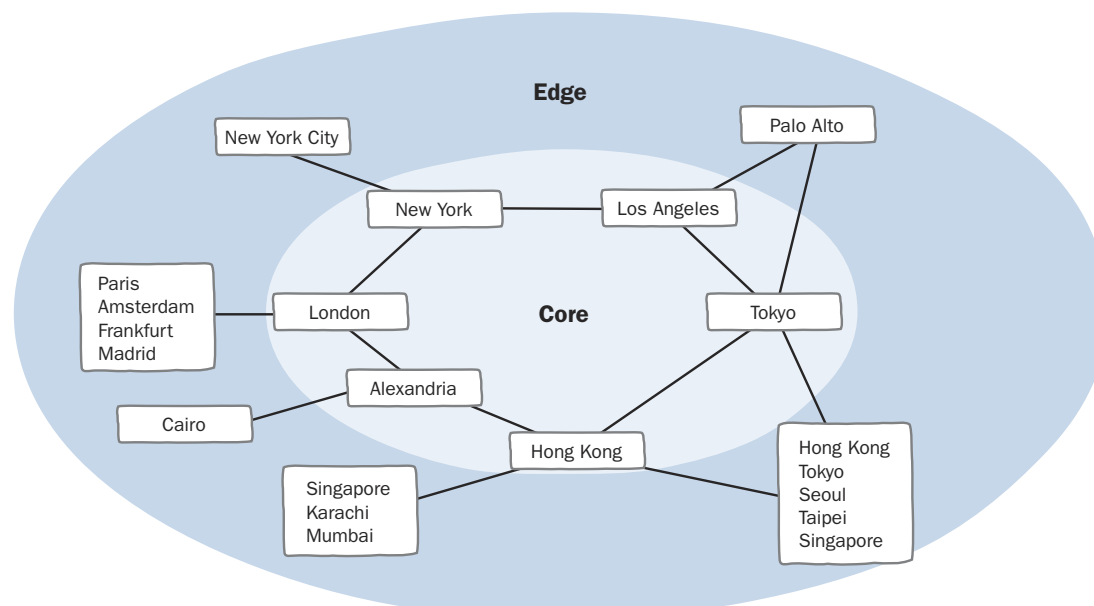 Edge
New York City
Palo Alto
New York
Los Angeles
Paris
Amsterdam
Frankfurt
Madrid
London
Core
Tokyo
Alexandria
Cairo
Hong Kong
Singapore
Karachi
Mumbai
Hong Kong
Tokyo
Seoul
Taipei
Singapore